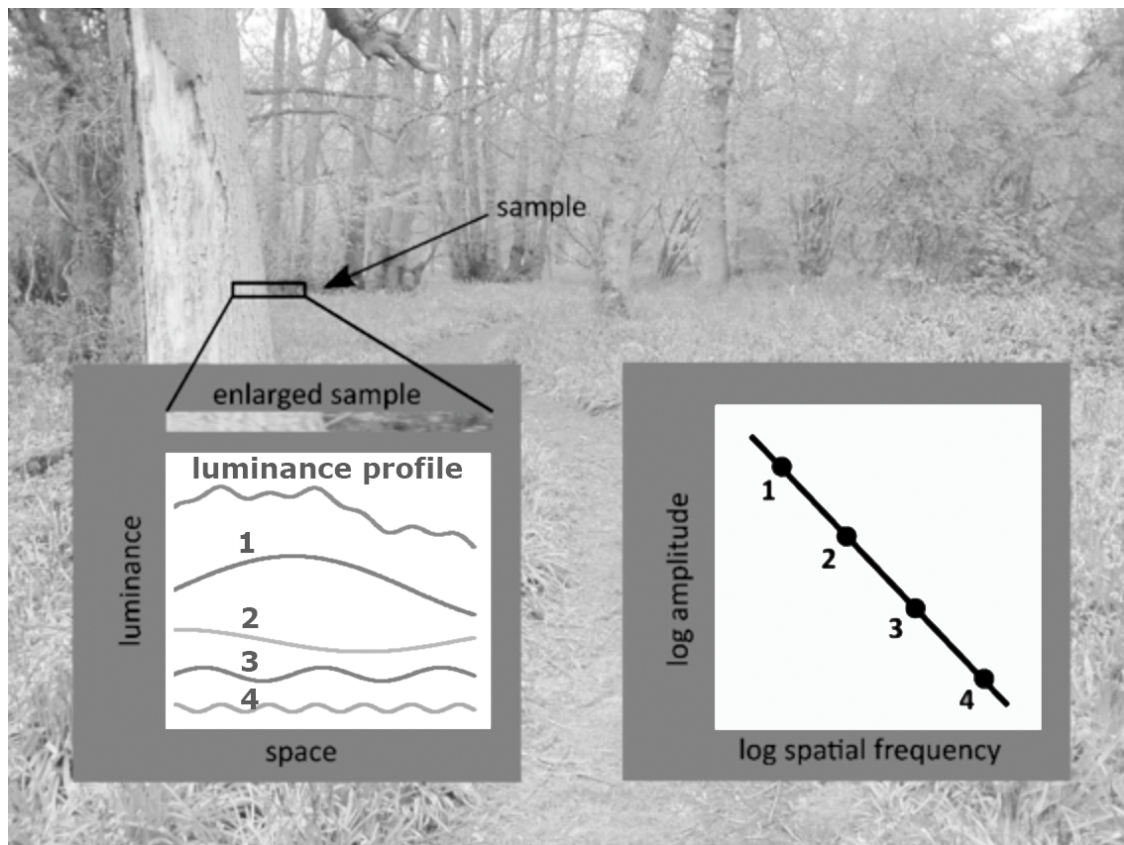 sample
enlarged sample
luminance profile
luminance
1
2
3
4
space
log amplitude
1
2
3
4
log spatial frequency